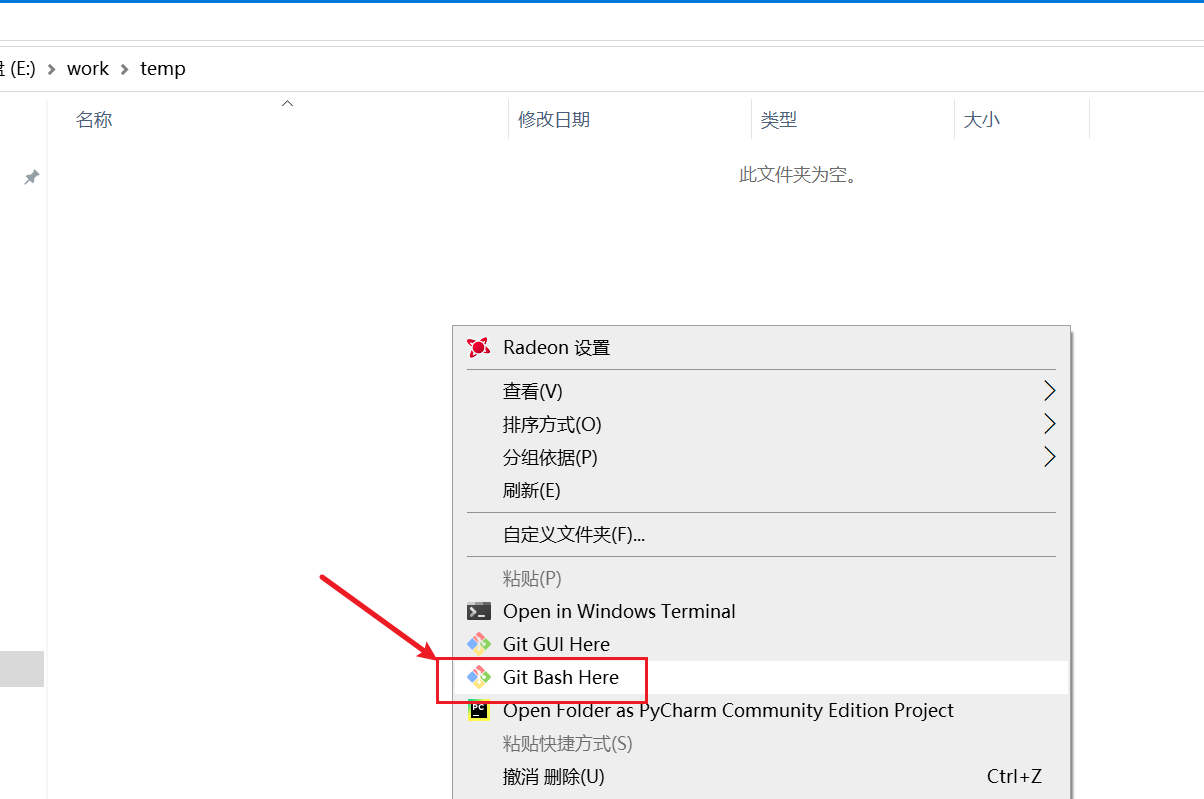 (E:) > work > temp
名称 修改日期 类型 大小
此文件夹为空。
Radeon 设置
查看(V)
排序方式(O)
分组依据(P)
刷新(E)
自定义文件夹(F)...
粘贴(P)
Open in Windows Terminal
Git GUI Here
Git Bash Here
PC
Open Folder as PyCharm Community Edition Project
粘贴快捷方式(S)
撤消 删除(U) Ctrl+Z